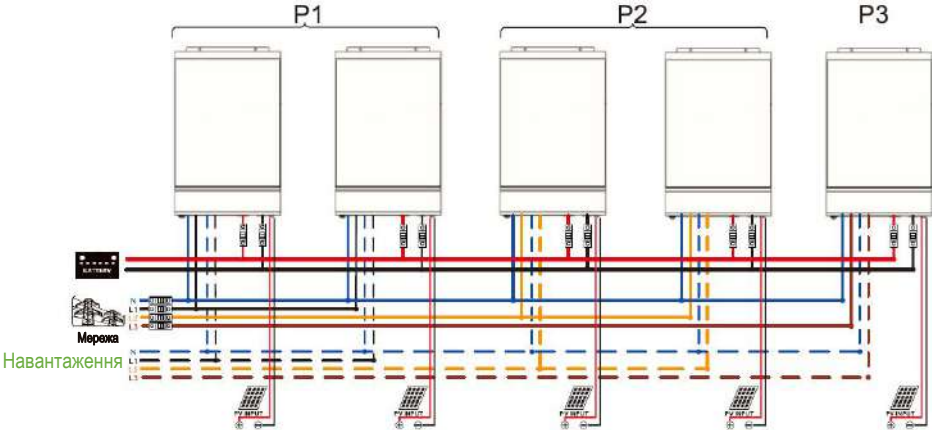 P1 P2 P3
BATTERY
N
L1
L2
L3
Мережа
Навантаження
N
L1
L2
L3
PV INPUT PV INPUT PV INPUT PV INPUT PV INPUT